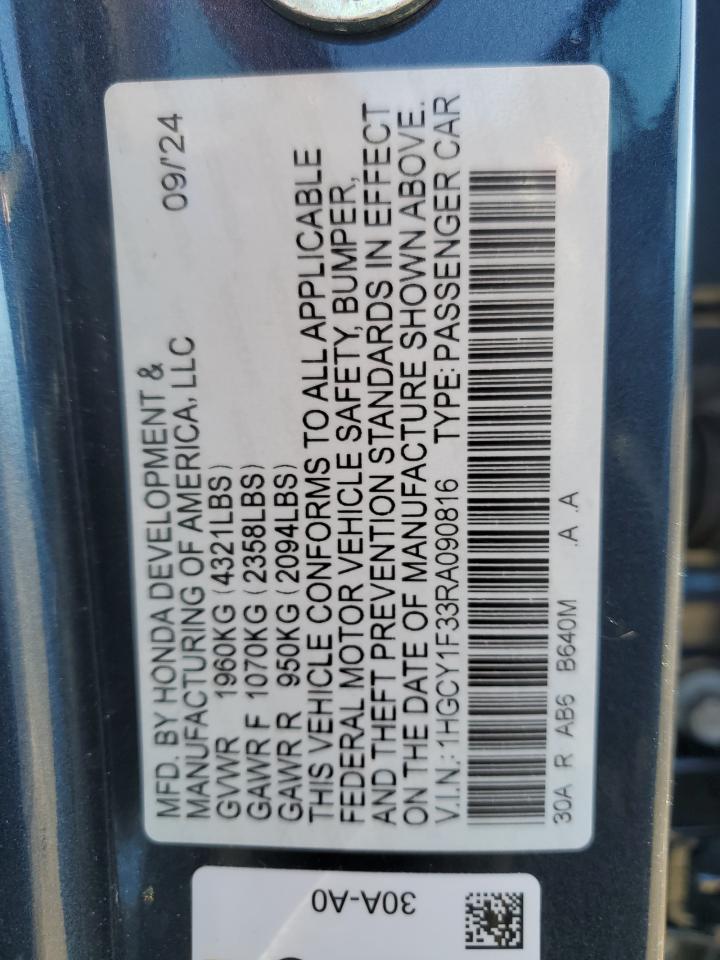 MFD. BY HONDA DEVELOPMENT &
MANUFACTURING OF AMERICA, LLC 09/'24
GVWR 1960KG (4321LBS)
GAWR F 1070KG (2358LBS)
GAWR R 950KG (2094LBS)
THIS VEHICLE CONFORMS TO ALL APPLICABLE
FEDERAL MOTOR VEHICLE SAFETY, BUMPER,
AND THEFT PREVENTION STANDARDS IN EFFECT
ON THE DATE OF MANUFACTURE SHOWN ABOVE.
V.I.N.: 1HGCY1F33RA090816 TYPE: PASSENGER CAR
30A R AB6 B640M .A .A
30A-A0